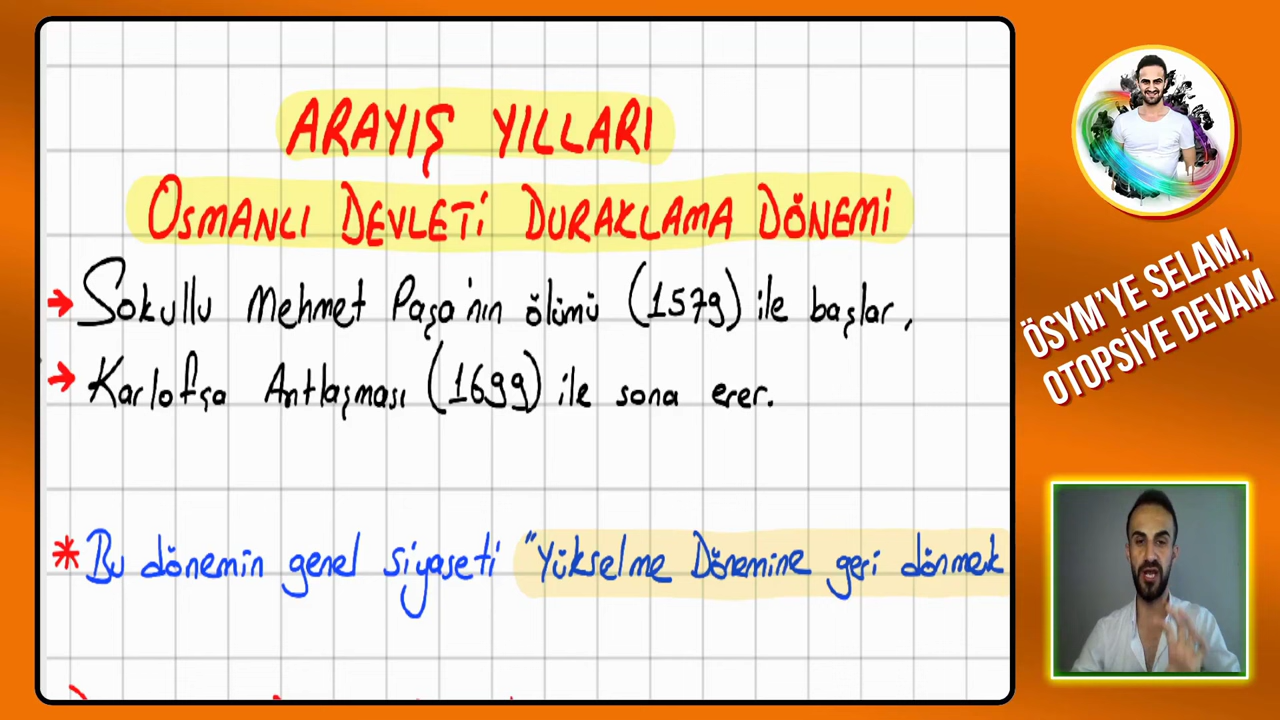 ARAYIŞ YILLARI
OSMANLI DEVLETİ DURAKLAMA DÖNEMİ
→ Sokullu Mehmet Paşa'nın ölümü (1579) ile başlar,
→ Karlofça Antlaşması (1699) ile sona erer.
* Bu dönemin genel siyaseti "Yükselme Dönemine geri dönmek
ÖSYM'YE SELAM,
OTOPSİYE DEVAM